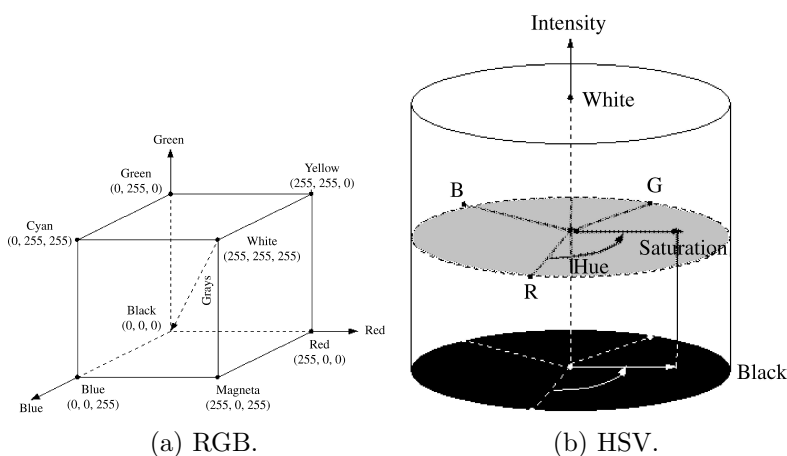 Green
Green
(0, 255, 0)
Yellow
(255, 255, 0)
Cyan
(0, 255, 255)
White
(255, 255, 255)
Grays
Black
(0, 0, 0)
Red
Red
(255, 0, 0)
Blue
Blue
(0, 0, 255)
Magneta
(255, 0, 255)
(a) RGB.
Intensity
White
B
G
Saturation
Hue
R
Black
(b) HSV.